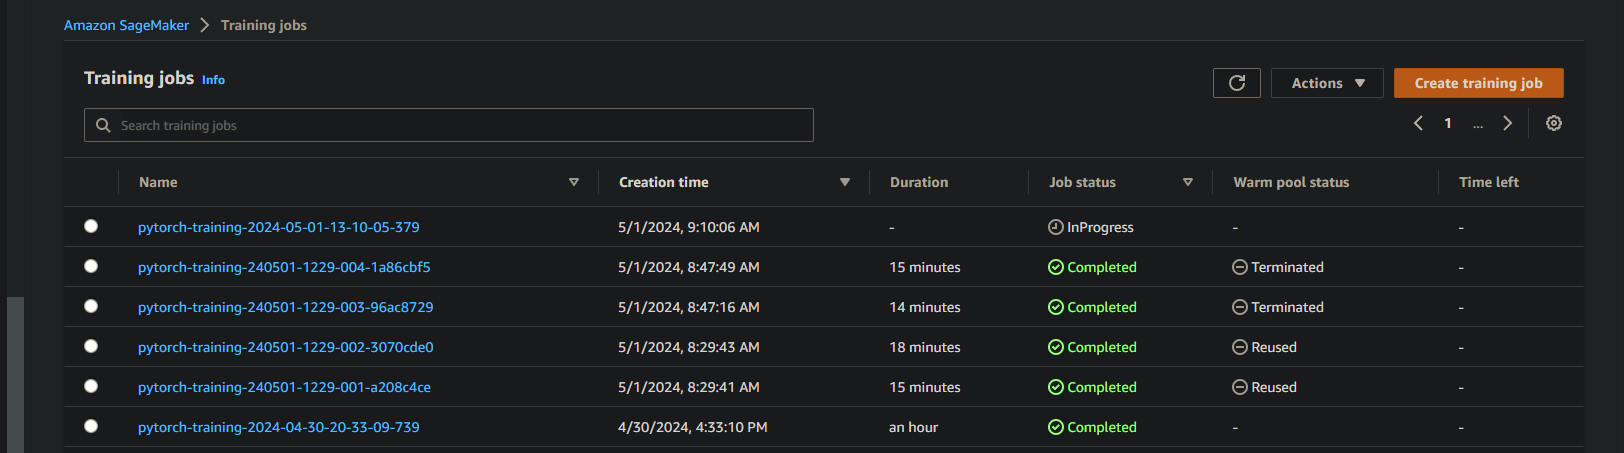 Amazon SageMaker > Training jobs
Training jobs Info
Actions Create training job
Search training jobs
1 ...
Name Creation time Duration Job status Warm pool status Time left
pytorch-training-2024-05-01-13-10-05-379 5/1/2024, 9:10:06 AM - InProgress - -
pytorch-training-240501-1229-004-1a86cbf5 5/1/2024, 8:47:49 AM 15 minutes Completed Terminated -
pytorch-training-240501-1229-003-96ac8729 5/1/2024, 8:47:16 AM 14 minutes Completed Terminated -
pytorch-training-240501-1229-002-3070cde0 5/1/2024, 8:29:43 AM 18 minutes Completed Reused -
pytorch-training-240501-1229-001-a208c4ce 5/1/2024, 8:29:41 AM 15 minutes Completed Reused -
pytorch-training-2024-04-30-20-33-09-739 4/30/2024, 4:33:10 PM an hour Completed - -